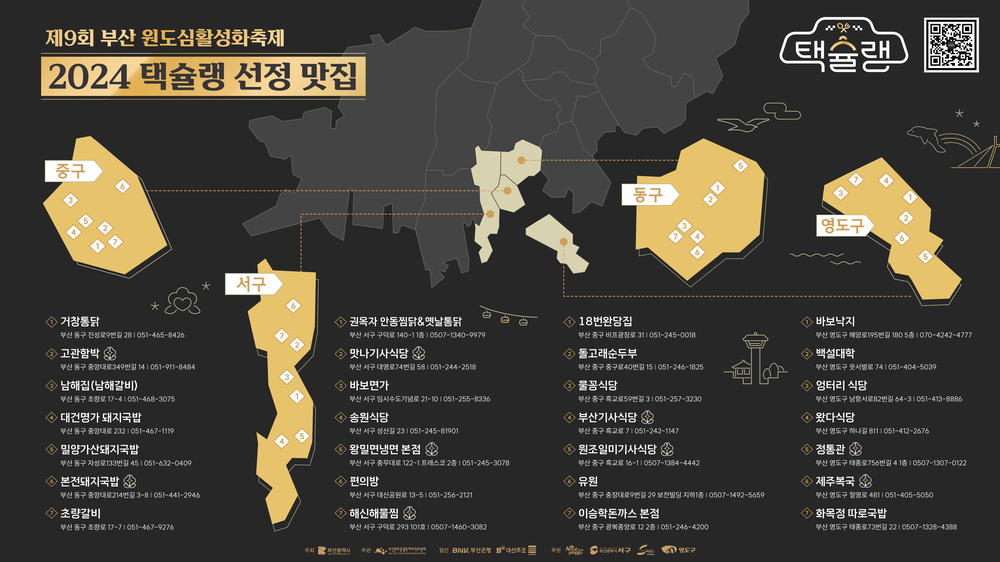 제9회 부산 원도심활성화축제
2024 택슐랭 선정 맛집
택슐랭
중구
동구
영도구
서구
1 거창통닭
부산 동구 진성로9번길 28 | 051-465-8426
2 고관함박
부산 동구 중앙대로349번길 14 | 051-911-8484
3 남해집(남해갈비)
부산 동구 초량로 17-4 | 051-468-3075
4 대건명가 돼지국밥
부산 동구 중앙대로 232 | 051-467-1119
5 밀양가산돼지국밥
부산 동구 자성로133번길 45 | 051-632-0409
6 본전돼지국밥
부산 동구 중앙대로214번길 3-8 | 051-441-2946
7 초량갈비
부산 동구 초량로 17-7 | 051-467-9276
1 권옥자 안동찜닭&옛날통닭
부산 서구 구덕로 140-1 1층 | 0507-1340-9979
2 맛나기사식당
부산 서구 대영로74번길 58 | 051-244-2518
3 바보면가
부산 서구 임시수도기념로 21-10 | 051-255-8336
4 송원식당
부산 서구 성산길 23 | 051-245-81901
5 왕밀면냉면 본점
부산 서구 충무대로 122-1 프레스코 2층 | 051-245-3078
6 편의방
부산 서구 대신공원로 13-5 | 051-256-2121
7 해신해물찜
부산 서구 구덕로 293 101호 | 0507-1460-3082
1 18번완당집
부산 중구 비프광장로 31 | 051-245-0018
2 돌고래순두부
부산 중구 중구로40번길 15 | 051-246-1825
3 물꽁식당
부산 중구 흑교로59번길 3 | 051-257-3230
4 부산기사식당
부산 중구 흑교로 7 | 051-242-1147
5 원조일미기사식당
부산 중구 흑교로 16-1 | 0507-1384-4442
6 유원
부산 중구 충장대로9번길 29 보전빌딩 지하1층 | 0507-1492-5659
7 이승학돈까스 본점
부산 중구 광복중앙로 12 2층 | 051-246-4200
1 바보낙지
부산 영도구 해양로195번길 180 5층 | 070-4242-4777
2 백설대학
부산 영도구 웃서발로 74 | 051-404-5039
3 엉터리 식당
부산 영도구 남항서로82번길 64-3 | 051-413-8886
4 왔다식당
부산 영도구 하나길 811 | 051-412-2676
5 정통관
부산 영도구 태종로756번길 4 1층 | 0507-1307-0122
6 제주복국
부산 영도구 절영로 481 | 051-405-5050
7 화목정 따로국밥
부산 영도구 태종로73번길 22 | 0507-1328-4388
주최 부산광역시 주관 협찬 BNK 부산은행 대선주조 후원 서구 영도구